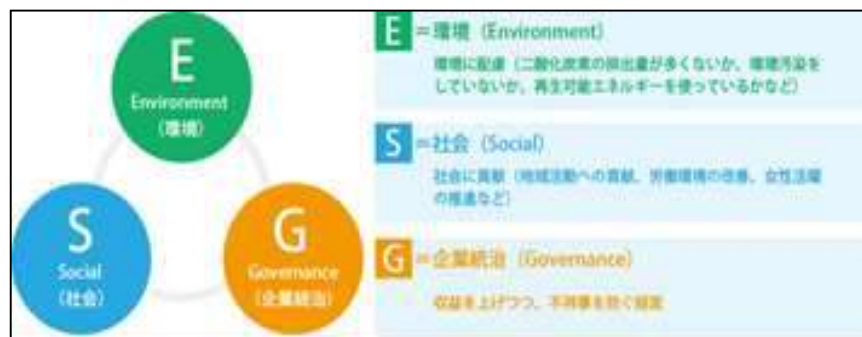 E
Environment
(環境)
S
Social
(社会)
G
Governance
(企業統治)
E=環境 (Environment)
環境に配慮（二酸化炭素の排出量が多くないか、環境汚染を
していないか、再生可能エネルギーを使っているかなど）
S=社会 (Social)
社会に貢献（地域活動への貢献、労働環境の改善、女性活躍
の推進など）
G=企業統治 (Governance)
収益を上げつつ、不祥事を防ぐ経営